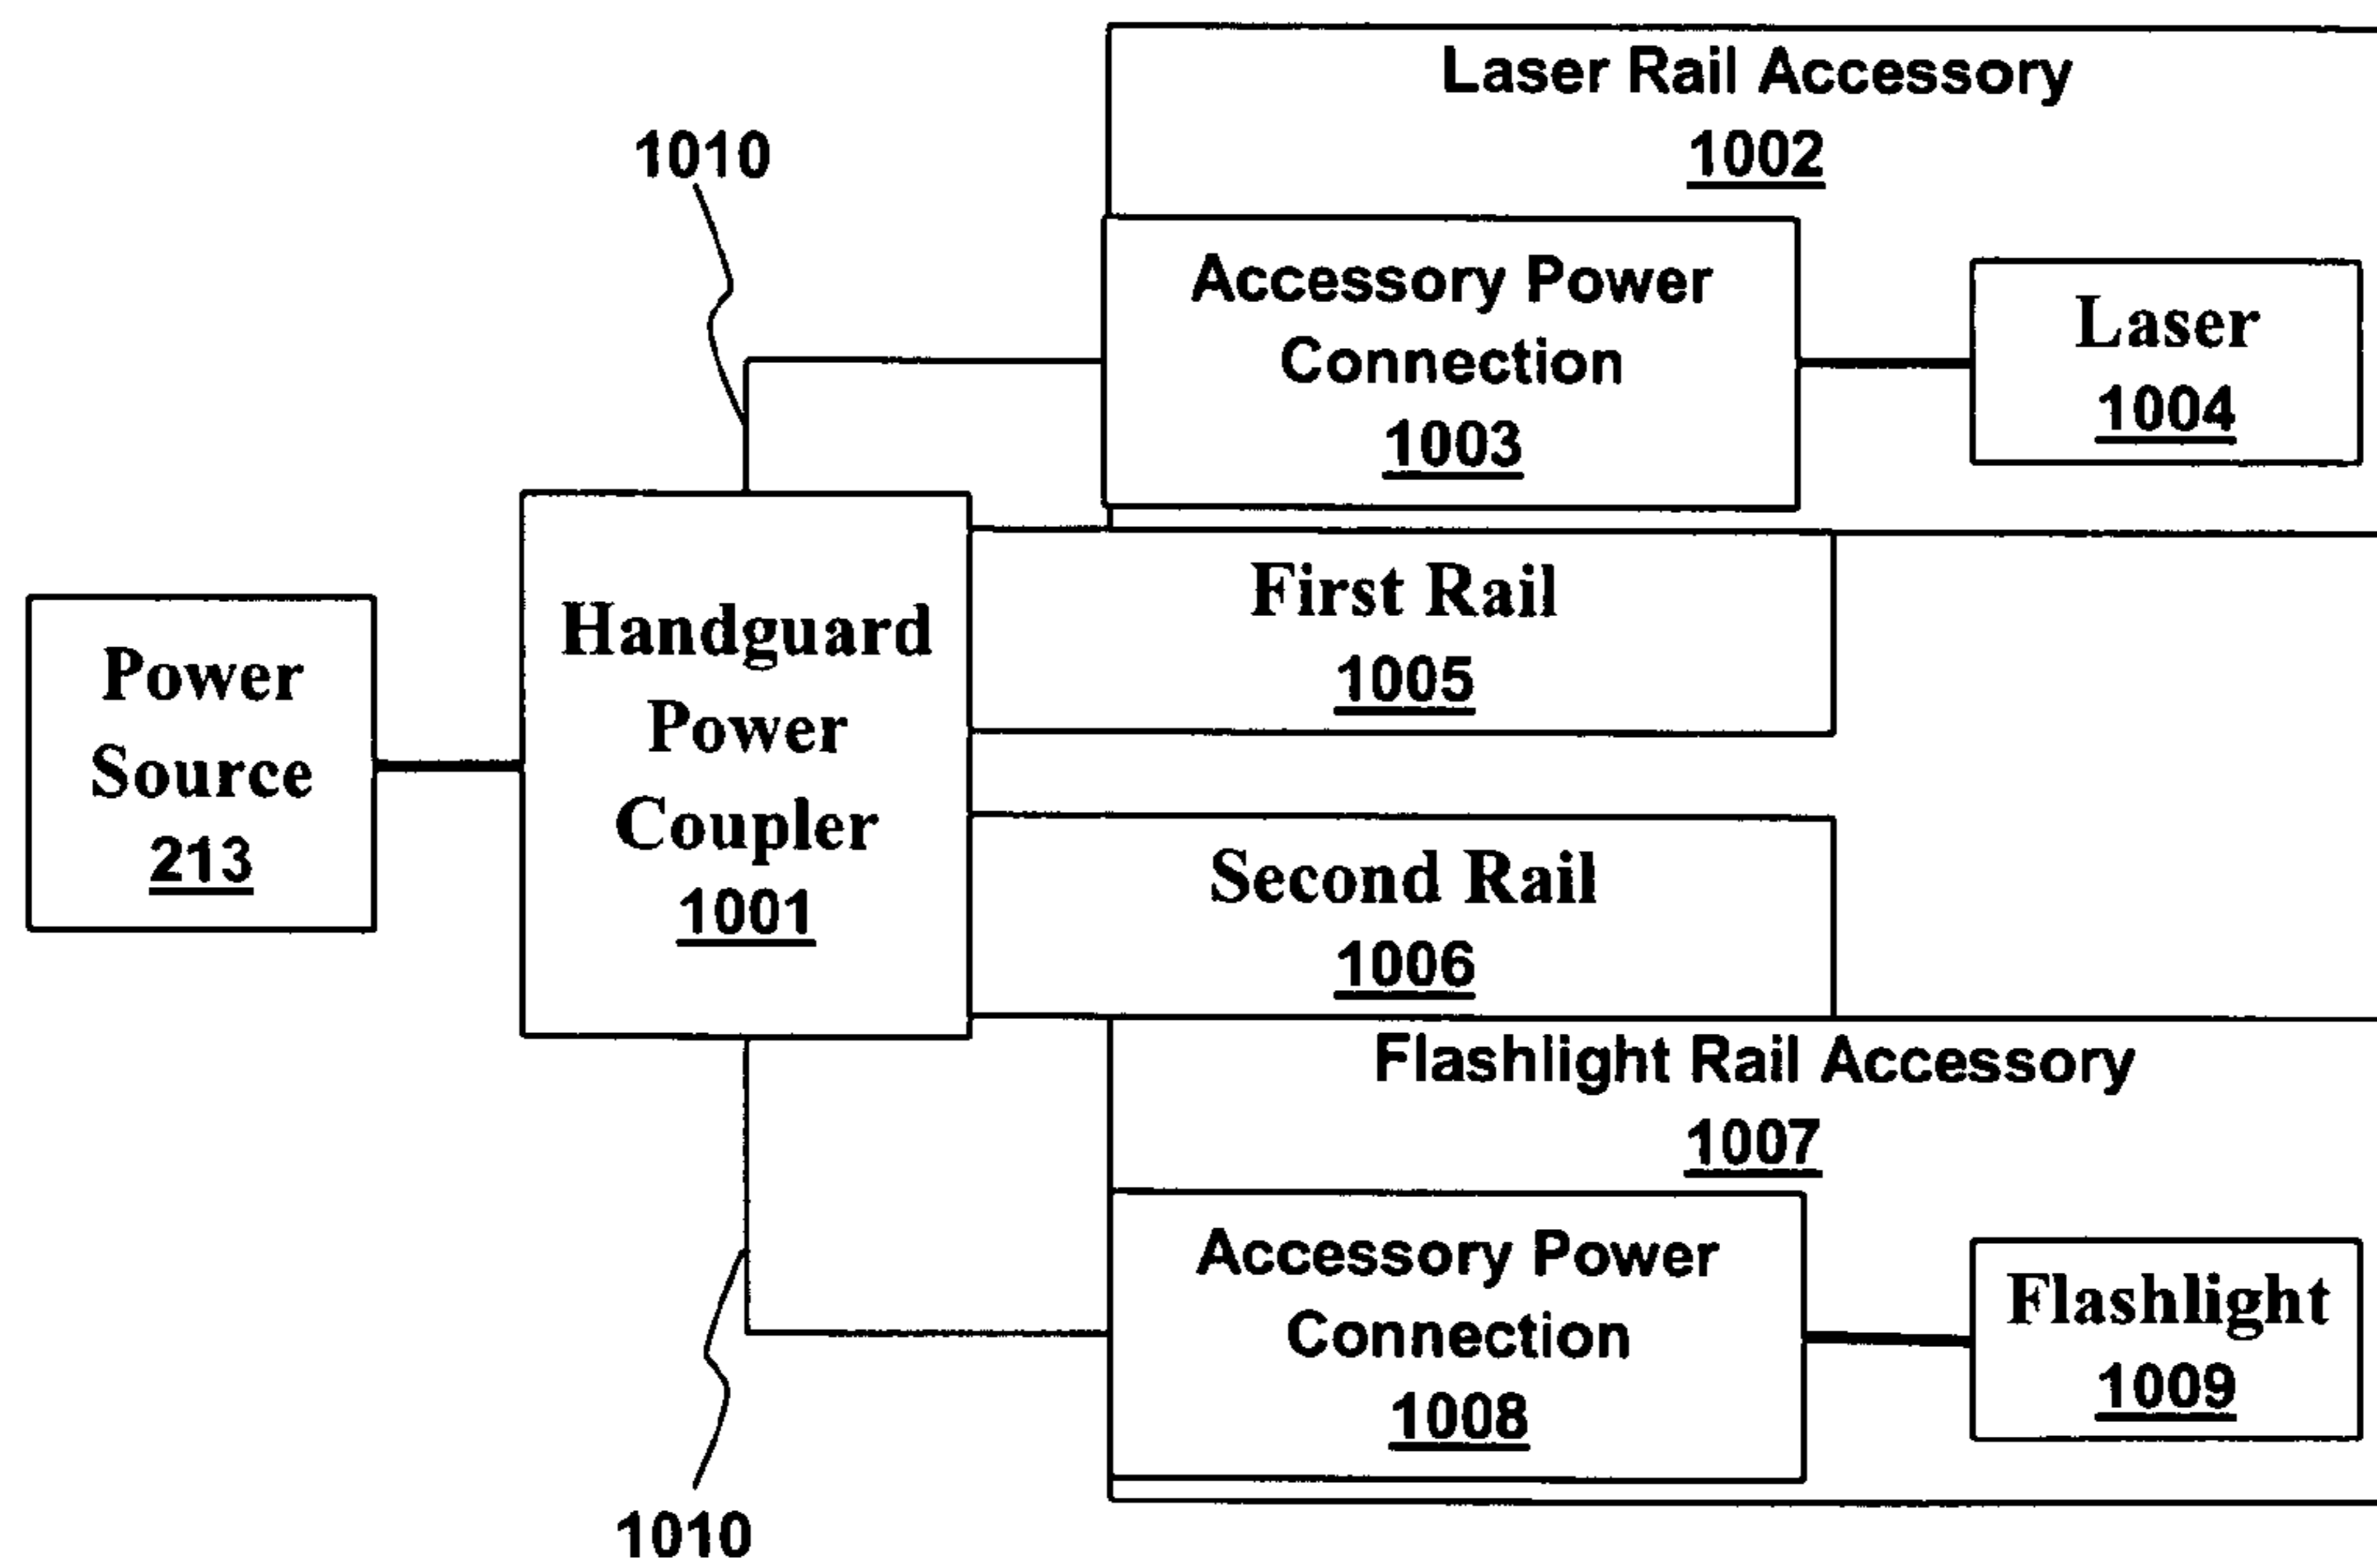 Laser Rail Accessory
1002
1010
Accessory Power
Connection
1003
Laser
1004
First Rail
1005
Handguard
Power
Coupler
1001
Power
Source
213
Second Rail
1006
Flashlight Rail Accessory
1007
Accessory Power
Connection
1008
Flashlight
1009
1010